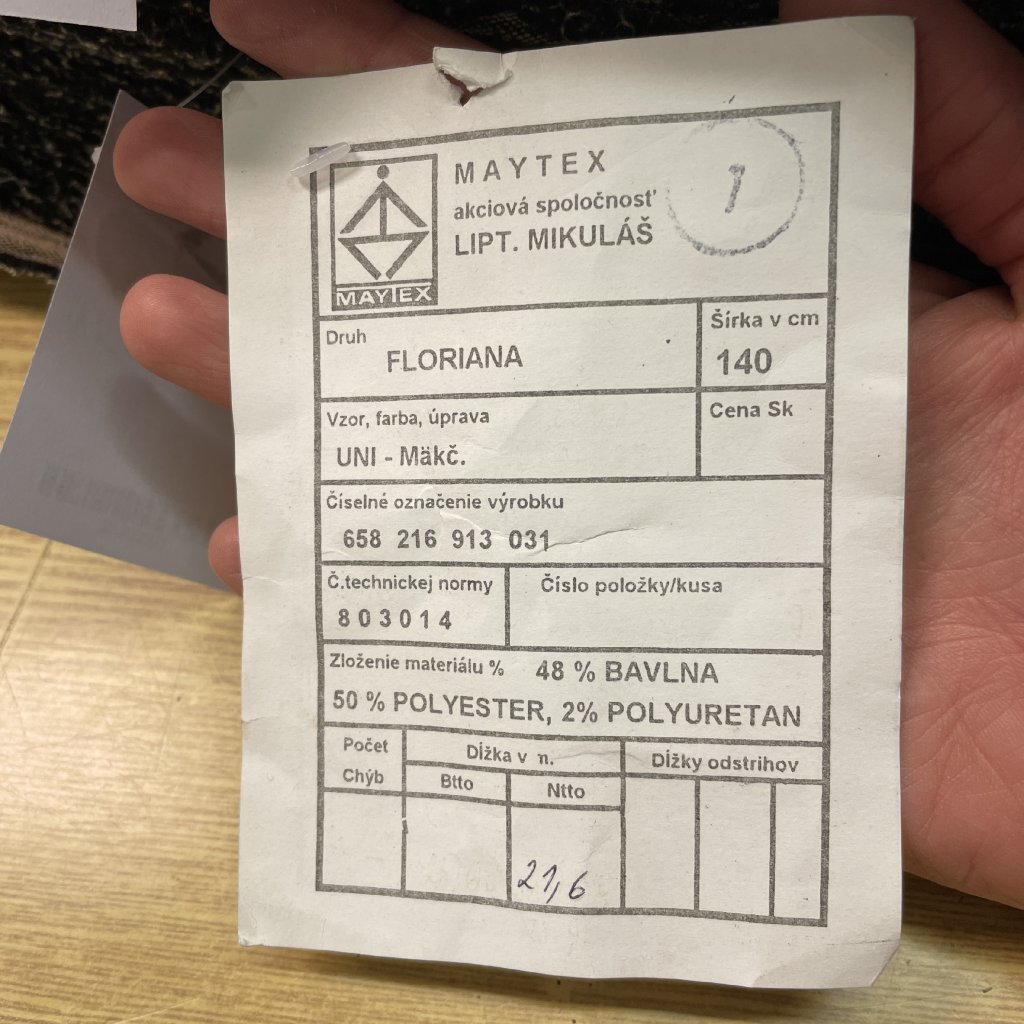 MAYTEX
akciová spoločnosť
LIPT. MIKULÁŠ
1
MAYTEX
Druh
FLORIANA
Šírka v cm
140
Vzor, farba, úprava
UNI - Mäkč.
Cena Sk
Číselné označenie výrobku
658 216 913 031
Č.technickej normy
803014
Číslo položky/kusa
Zloženie materiálu % 48 % BAVLNA
50 % POLYESTER, 2% POLYURETAN
Počet
Chýb
Dĺžka v m.
Btto
Ntto
Dĺžky odstrihov
21,6